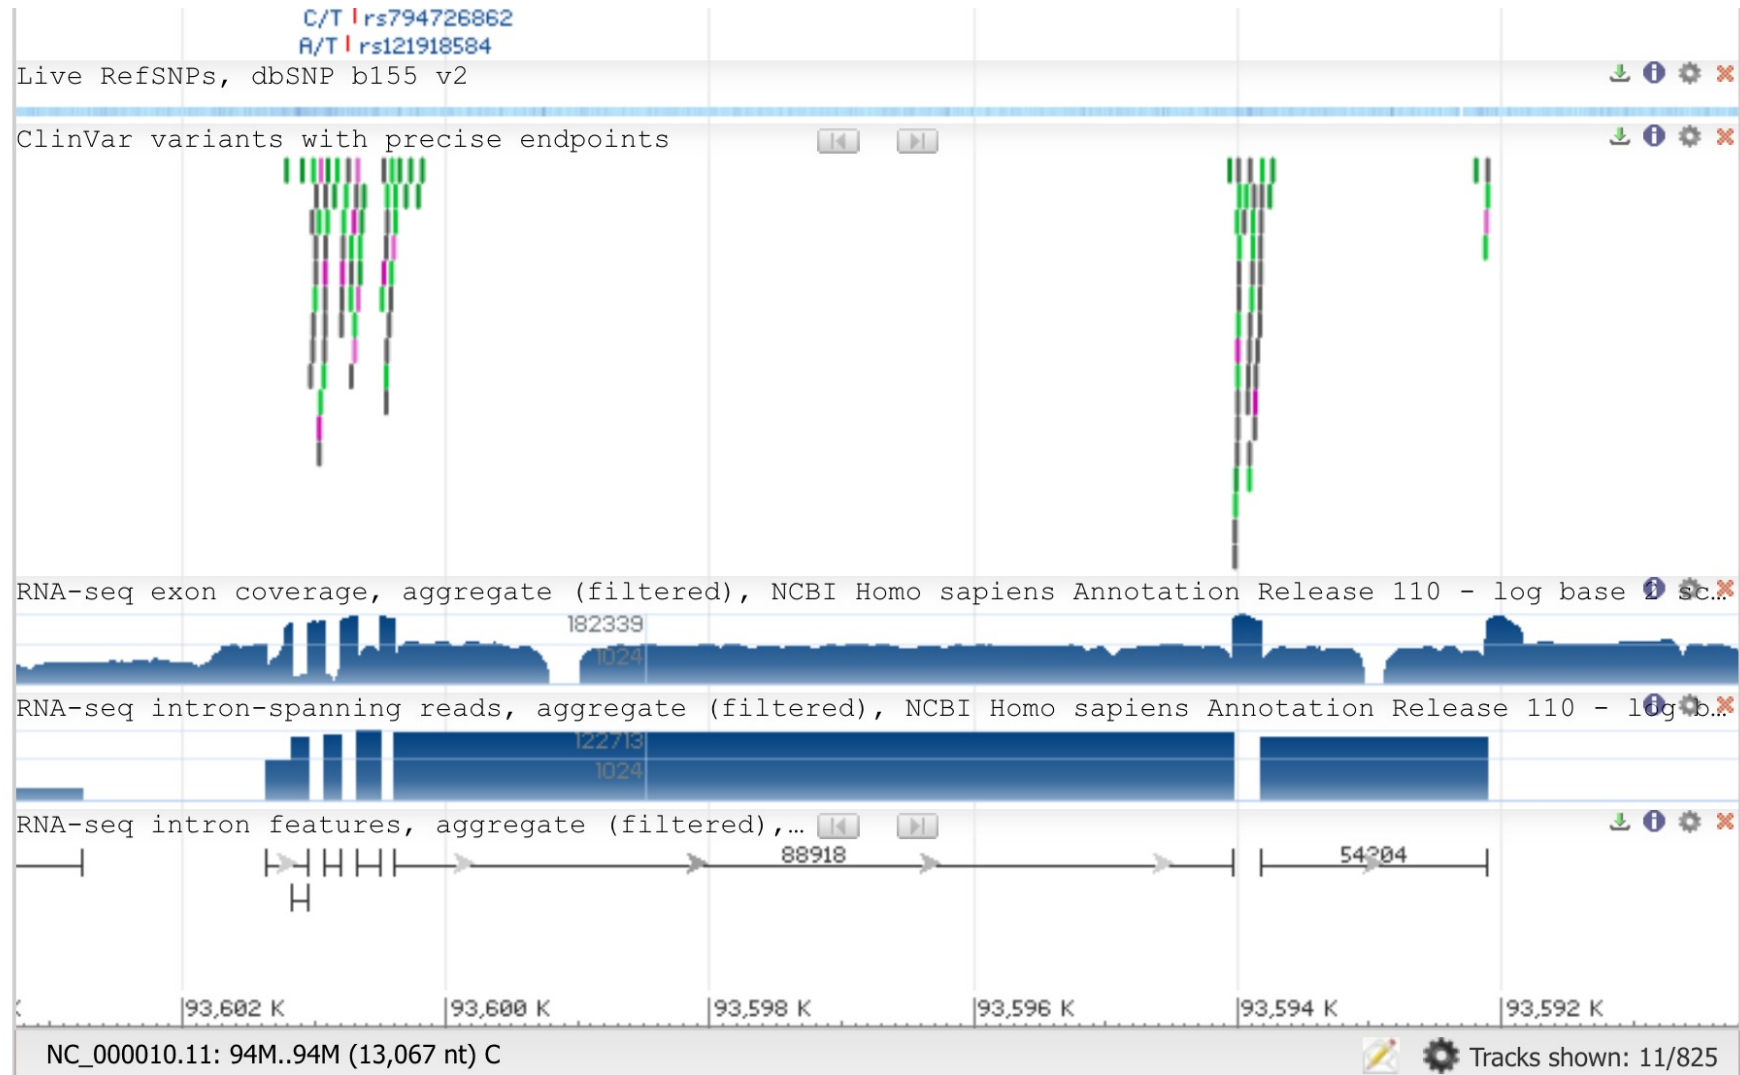 C/T rs794726862
A/T rs121918584
Live RefSNPs, dbSNP b155 v2
ClinVar variants with precise endpoints
RNA-seq exon coverage, aggregate (filtered), NCBI Homo sapiens Annotation Release 110 - log base 2 sc…
182339
1024
RNA-seq intron-spanning reads, aggregate (filtered), NCBI Homo sapiens Annotation Release 110 - log b…
122713
1024
RNA-seq intron features, aggregate (filtered),…
88918 54204
93,602 K 93,600 K 93,598 K 93,596 K 93,594 K 93,592 K
NC_000010.11: 94M..94M (13,067 nt) C Tracks shown: 11/825